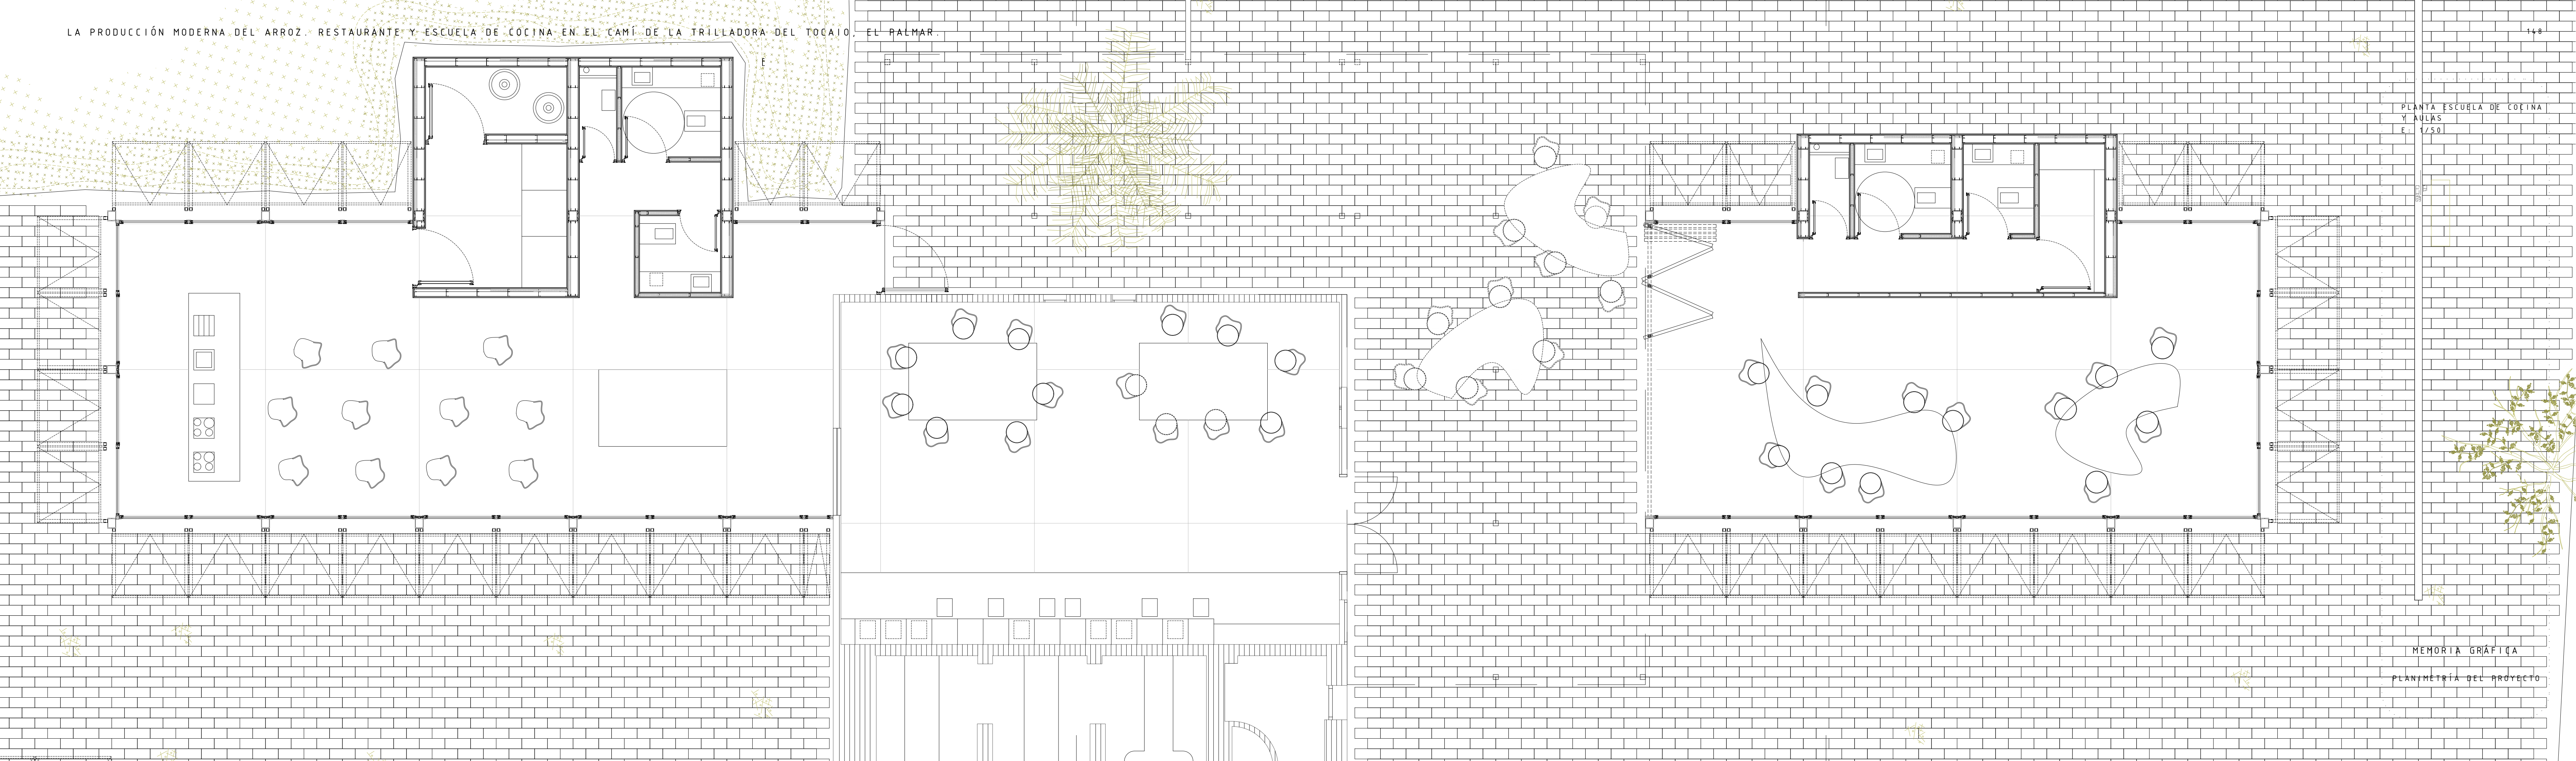 LA PRODUCCIÓN MODERNA DEL ARROZ. RESTAURANTE Y ESCUELA DE COCINA EN EL CAMÍ DE LA TRILLADORA DEL TOCAIO. EL PALMAR.
148
E
PLANTA ESCUELA DE COCINA
Y AULAS
E: 1/50
MEMORIA GRÁFICA
PLANIMETRÍA DEL PROYECTO